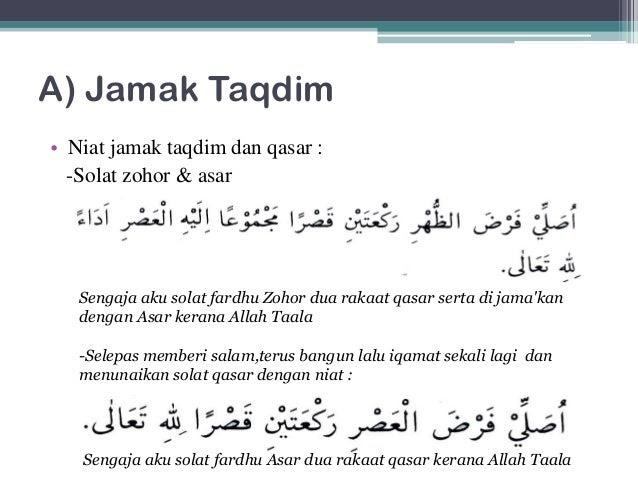 A) Jamak Taqdim
• Niat jamak taqdim dan qasar :
-Solat zohor & asar
اُصَلِّيْ فَرْضَ الظُّهْرِ رَكْعَتَيْنِ قَصْرًا مَجْمُوْعًا اِلَيْهِ الْعَصْرِ اَدَاءً
لِلّٰهِ تَعَالٰى.
Sengaja aku solat fardhu Zohor dua rakaat qasar serta di jama'kan
dengan Asar kerana Allah Taala
-Selepas memberi salam,terus bangun lalu iqamat sekali lagi dan
menunaikan solat qasar dengan niat :
اُصَلِّيْ فَرْضَ الْعَصْرِ رَكْعَتَيْنِ قَصْرًا لِلّٰهِ تَعَالٰى.
Sengaja aku solat fardhu Asar dua rakaat qasar kerana Allah Taala